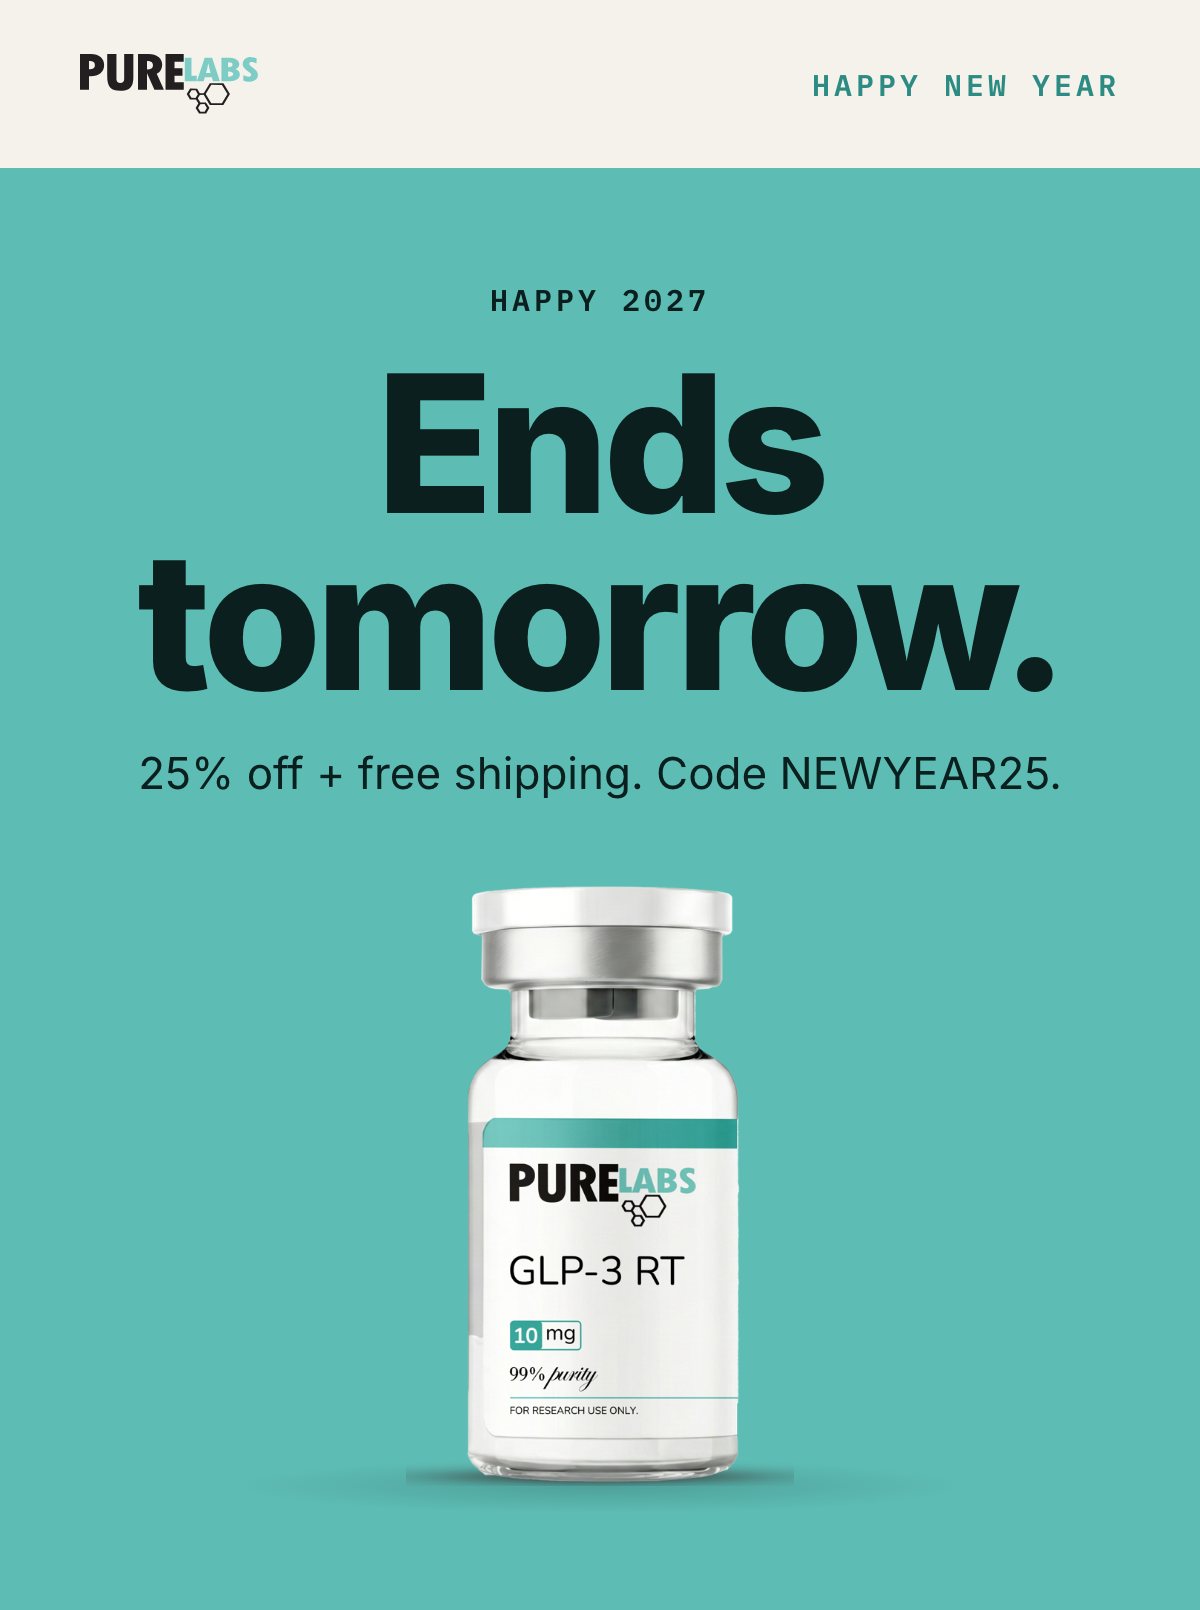 PURELABS
HAPPY NEW YEAR
HAPPY 2027
Ends
tomorrow.
25% off + free shipping. Code NEWYEAR25.
PURELABS
GLP-3 RT
10 mg
99% purity
FOR RESEARCH USE ONLY.